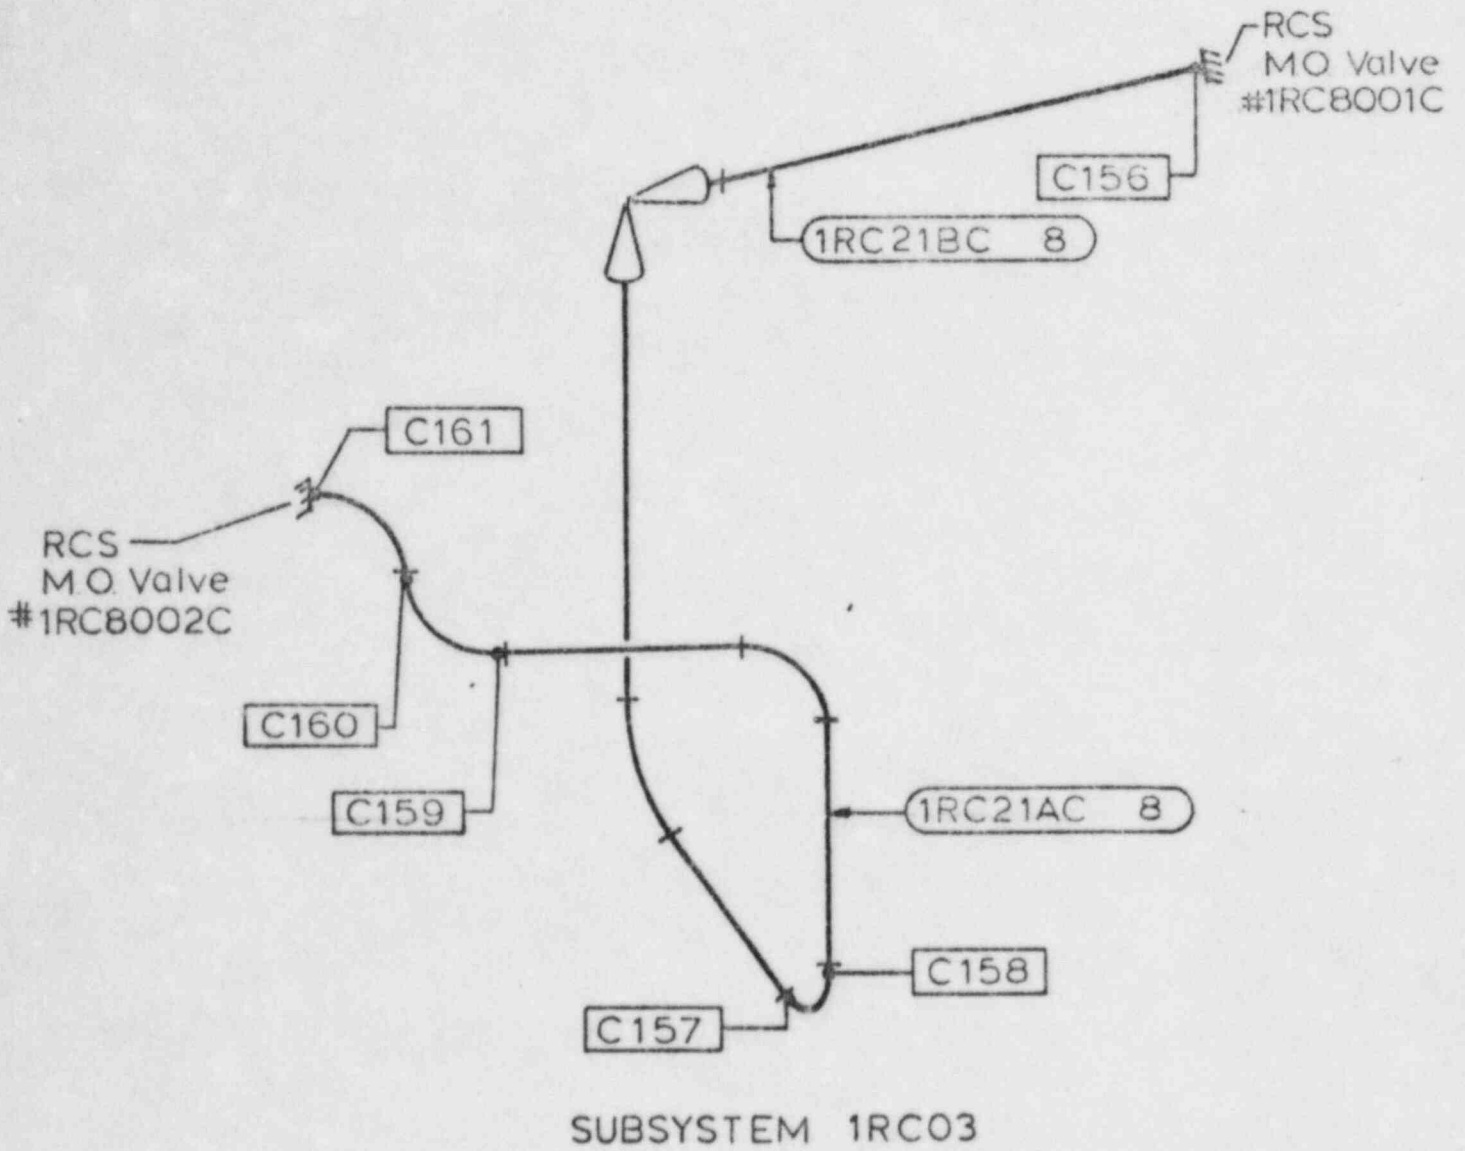 RCS
M.O. Valve
#1RC8001C
C156
1RC21BC 8
C161
RCS
M.O. Valve
#1RC8002C
C160
C159
1RC21AC 8
C158
C157
SUBSYSTEM 1RC03